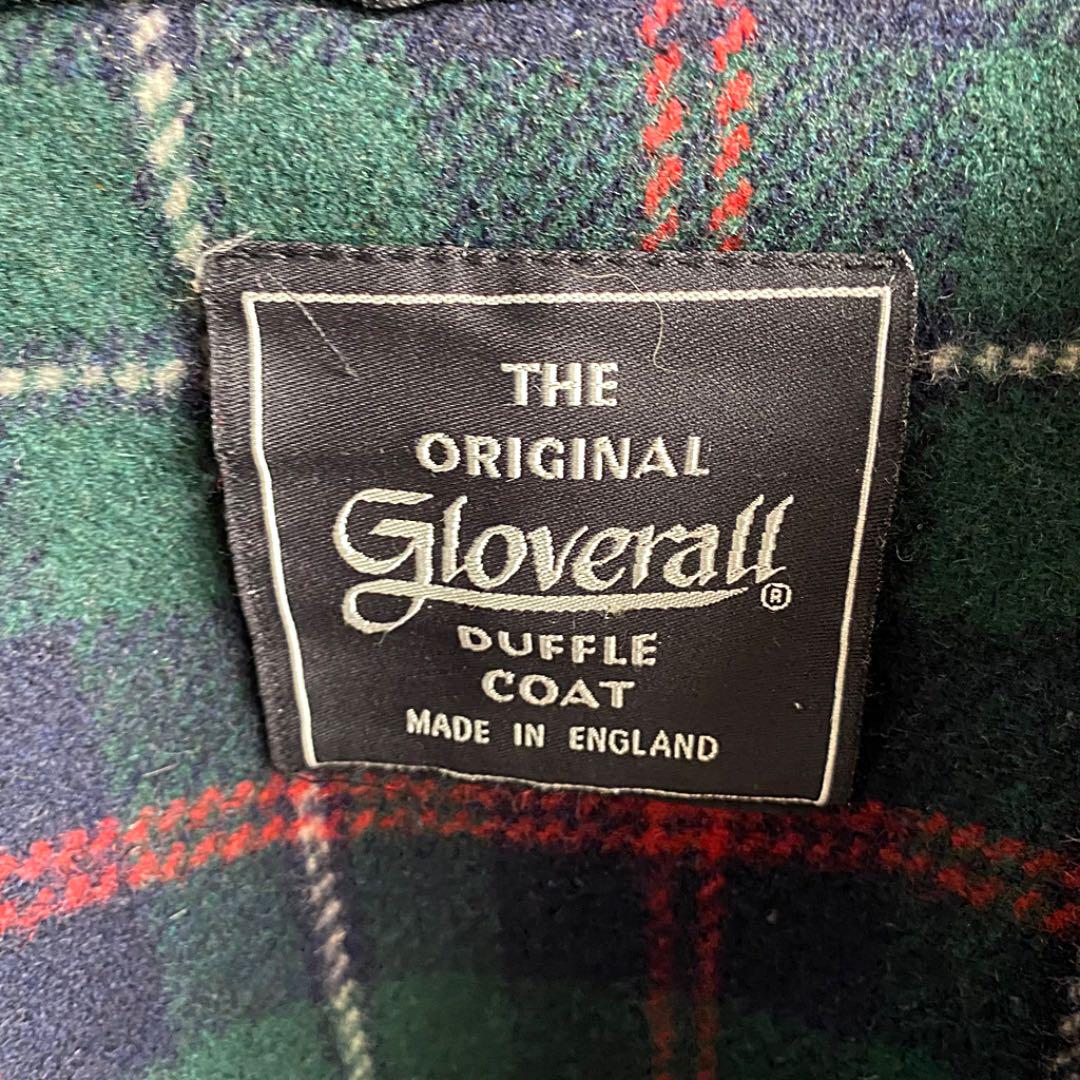 THE
ORIGINAL
Gloverall®
DUFFLE
COAT
MADE IN ENGLAND